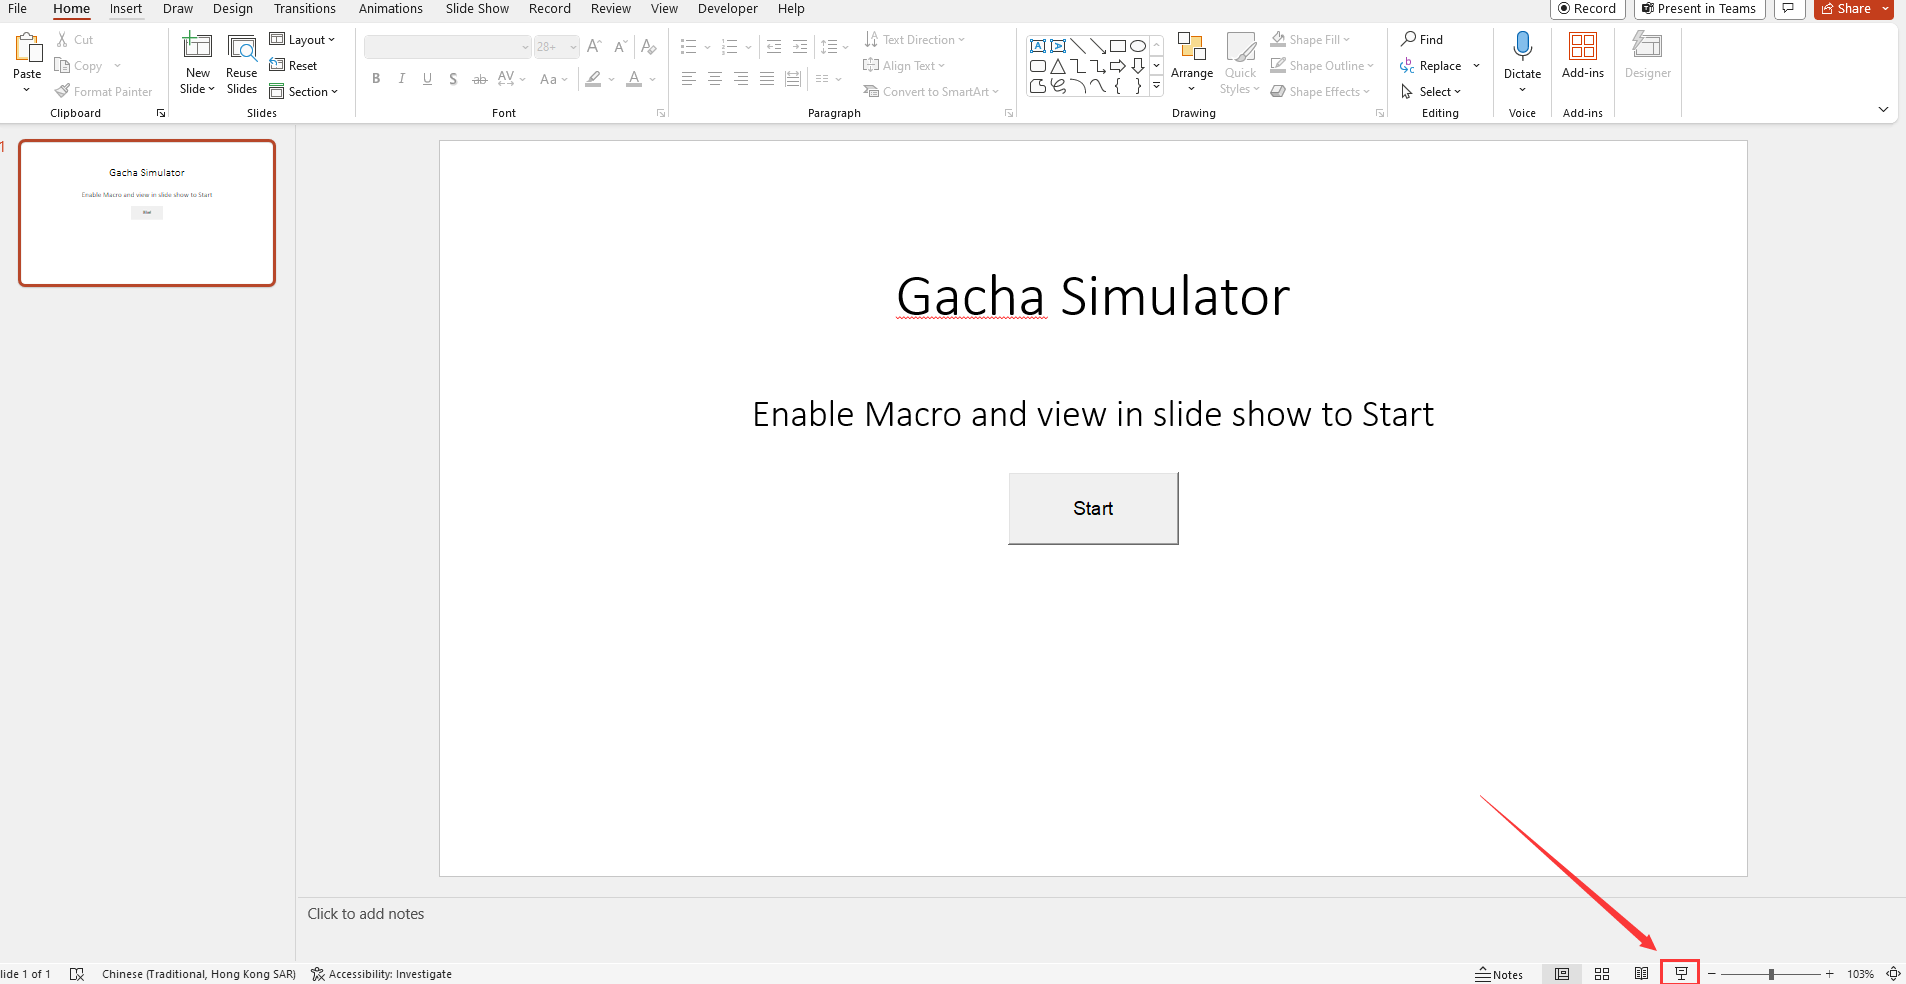 File Home Insert Draw Design Transitions Animations Slide Show Record Review View Developer Help Record Present in Teams Share
Paste
Cut
Copy
Format Painter
Clipboard
New Slide
Reuse Slides
Layout
Reset
Section
Slides
28+
B I U S ab AV Aa A
Font
Text Direction
Align Text
Convert to SmartArt
Paragraph
Arrange
Quick Styles
Shape Fill
Shape Outline
Shape Effects
Drawing
Find
Replace
Select
Editing
Dictate
Voice
Add-ins
Add-ins
Designer
1
Gacha Simulator
Enable Macro and view in slide show to Start
Start
Gacha Simulator
Enable Macro and view in slide show to Start
Start
Click to add notes
lide 1 of 1 Chinese (Traditional, Hong Kong SAR) Accessibility: Investigate Notes 103%